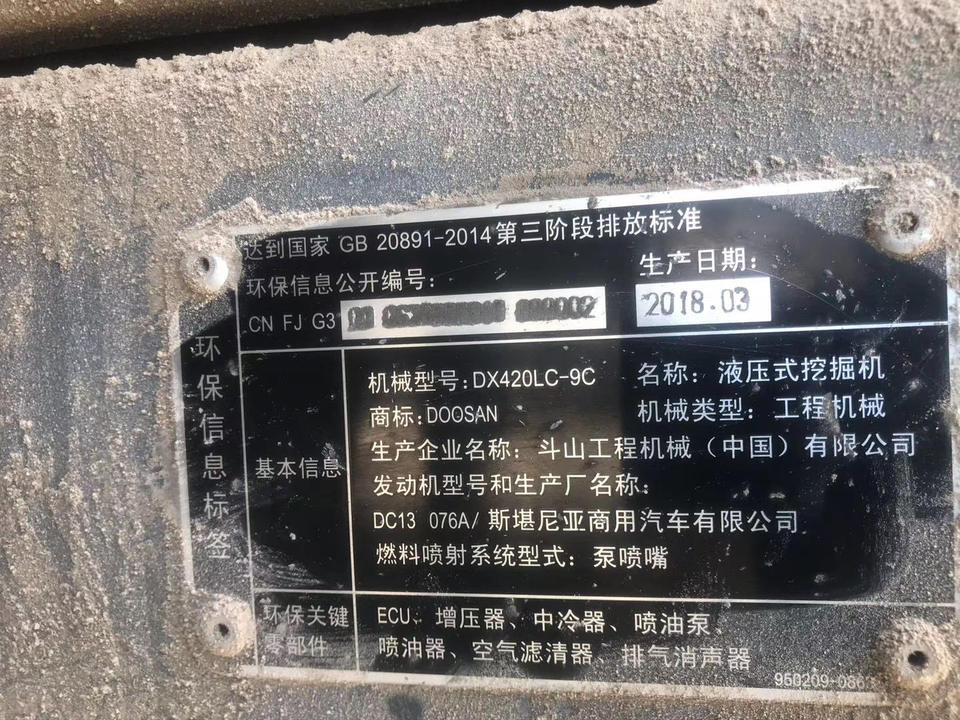 达到国家 GB 20891-2014第三阶段排放标准
环保信息公开编号：
生产日期：
CN FJ G3
2018.03
环保信息标签
基本信息
机械型号：DX420LC-9C
名称：液压式挖掘机
商标：DOOSAN
机械类型：工程机械
生产企业名称：斗山工程机械（中国）有限公司
发动机型号和生产厂名称：
DC13 076A/斯堪尼亚商用汽车有限公司
燃料喷射系统型式：泵喷嘴
环保关键
零部件
ECU、增压器、中冷器、喷油泵、
喷油器、空气滤清器、排气消声器